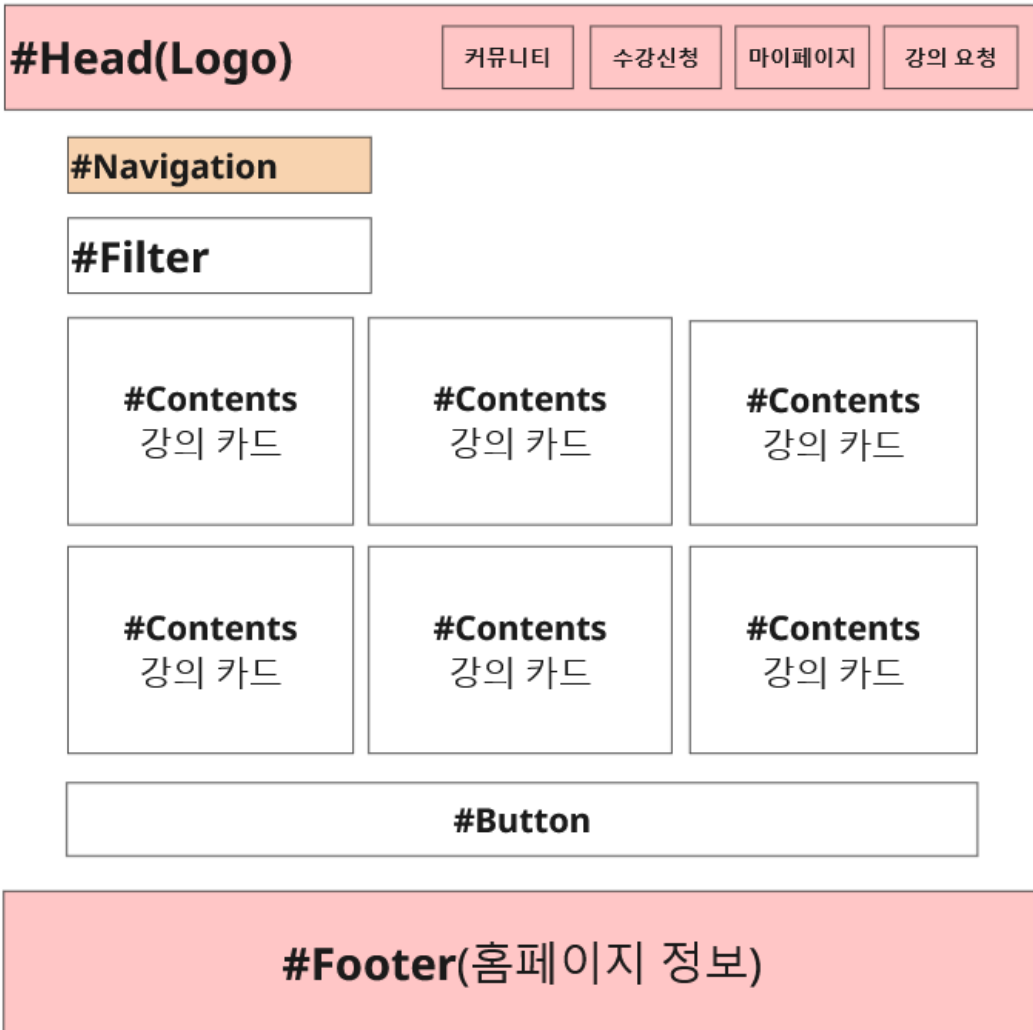 #Head(Logo)
커뮤니티
수강신청
마이페이지
강의 요청
#Navigation
#Filter
#Contents
강의 카드
#Contents
강의 카드
#Contents
강의 카드
#Contents
강의 카드
#Contents
강의 카드
#Contents
강의 카드
#Button
#Footer(홈페이지 정보)